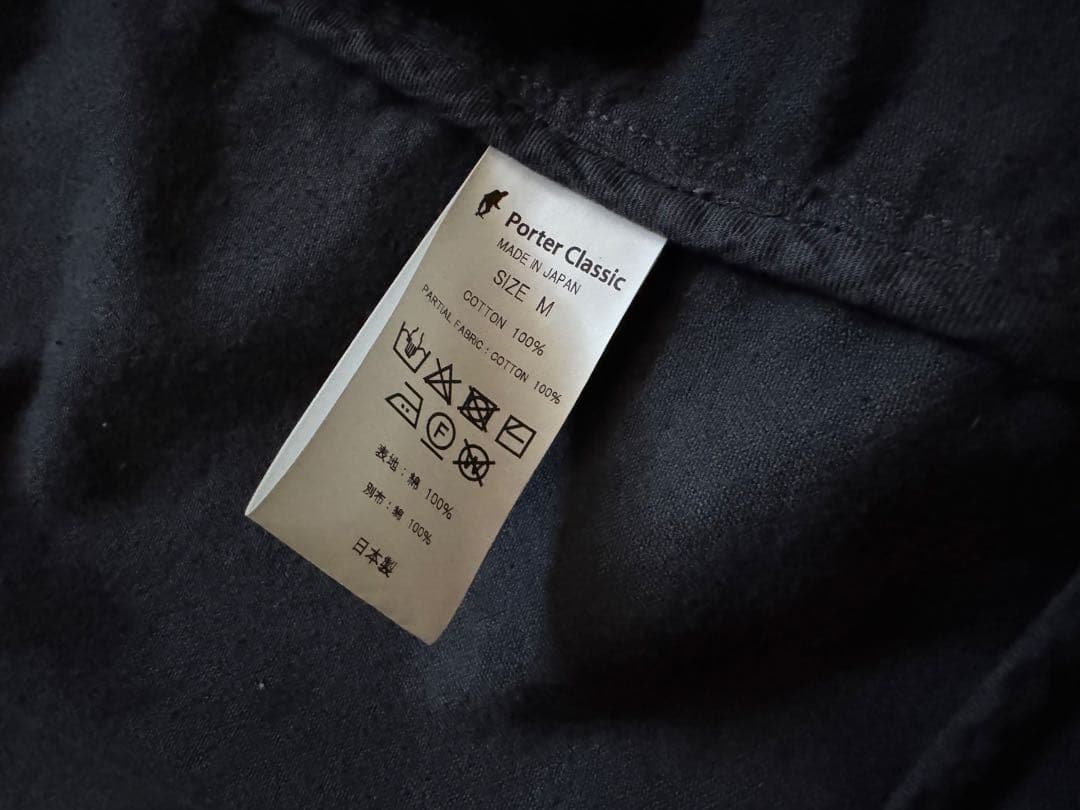 Porter Classic
MADE IN JAPAN
SIZE M
COTTON 100%
PARTIAL FABRIC : COTTON 100%
F
W
表地 : 綿 100%
別布 : 綿 100%
日本製